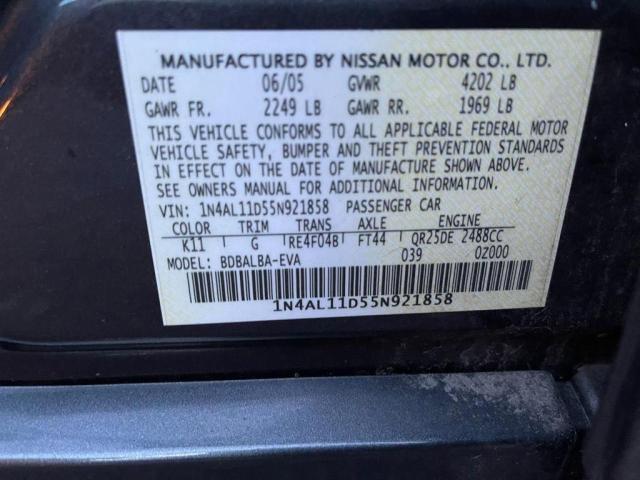 MANUFACTURED BY NISSAN MOTOR CO., LTD.
DATE 06/05 GVWR 4202 LB
GAWR FR. 2249 LB GAWR RR. 1969 LB
THIS VEHICLE CONFORMS TO ALL APPLICABLE FEDERAL MOTOR
VEHICLE SAFETY, BUMPER AND THEFT PREVENTION STANDARDS
IN EFFECT ON THE DATE OF MANUFACTURE SHOWN ABOVE.
SEE OWNERS MANUAL FOR ADDITIONAL INFORMATION.
VIN: 1N4AL11D55N921858 PASSENGER CAR
COLOR TRIM TRANS AXLE ENGINE
K11 G RE4F04B FT44 QR25DE 2488CC
MODEL: BDBALBA-EVA 039 0Z000
1N4AL11D55N921858